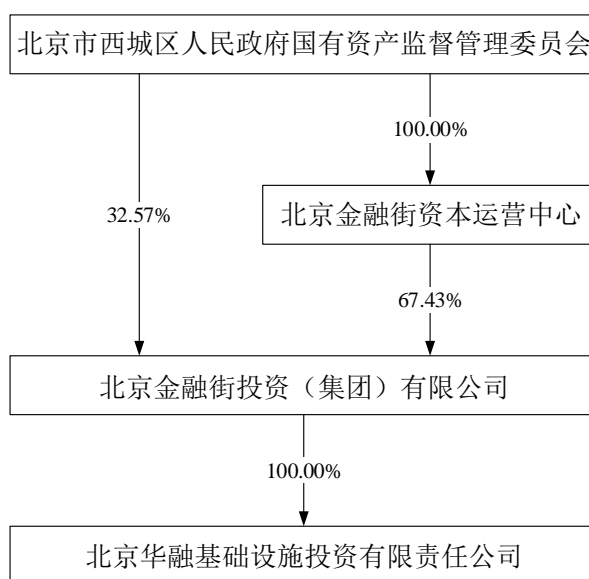 北京市西城区人民政府国有资产监督管理委员会
100.00%
32.57%
北京金融街资本运营中心
67.43%
北京金融街投资（集团）有限公司
100.00%
北京华融基础设施投资有限责任公司